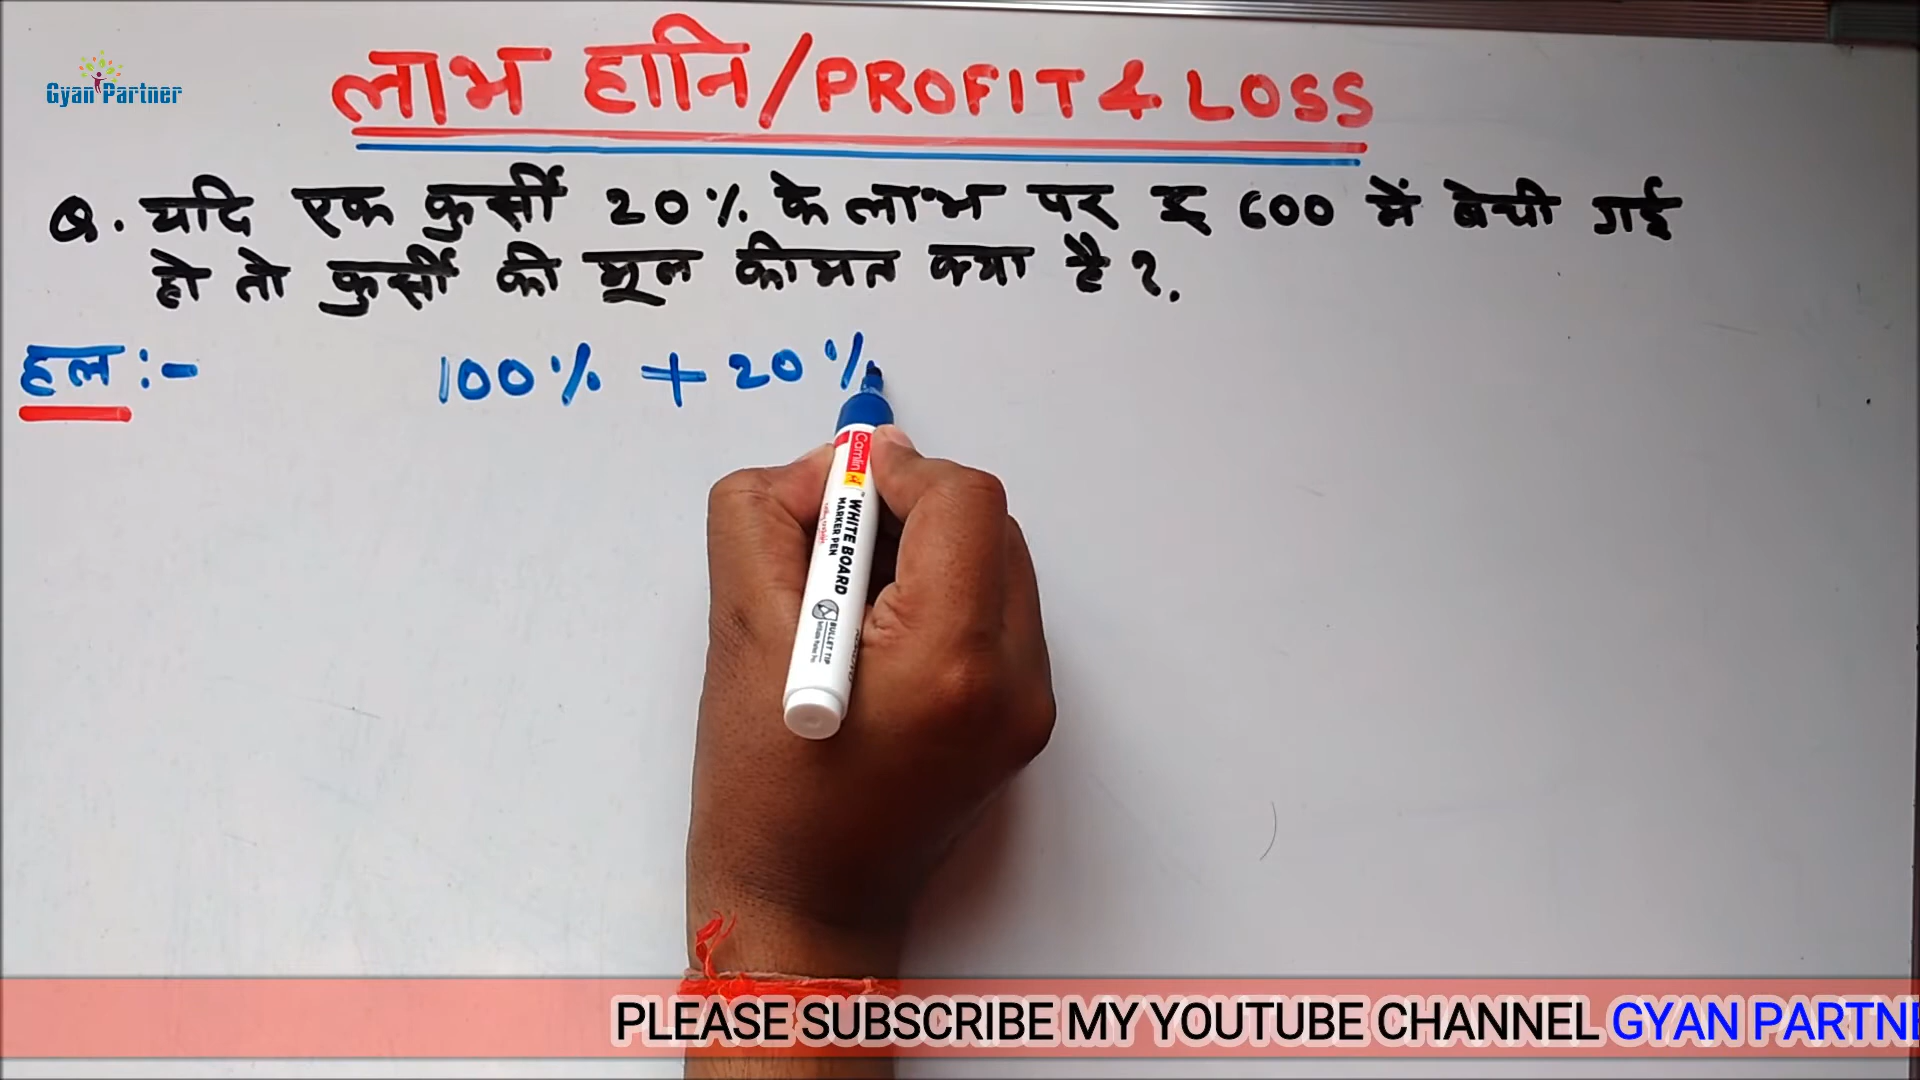 Gyan Partner
लाभ हानि/PROFIT & LOSS
Q. यदि एक कुर्सी 20% के लाभ पर रु 600 में बेची गई
हो तो कुर्सी की मूल कीमत क्या है ?.
हल :- 100% + 20%
Camlin
WHITE BOARD
MARKER PEN
BULLET TIP
PLEASE SUBSCRIBE MY YOUTUBE CHANNEL GYAN PARTNE